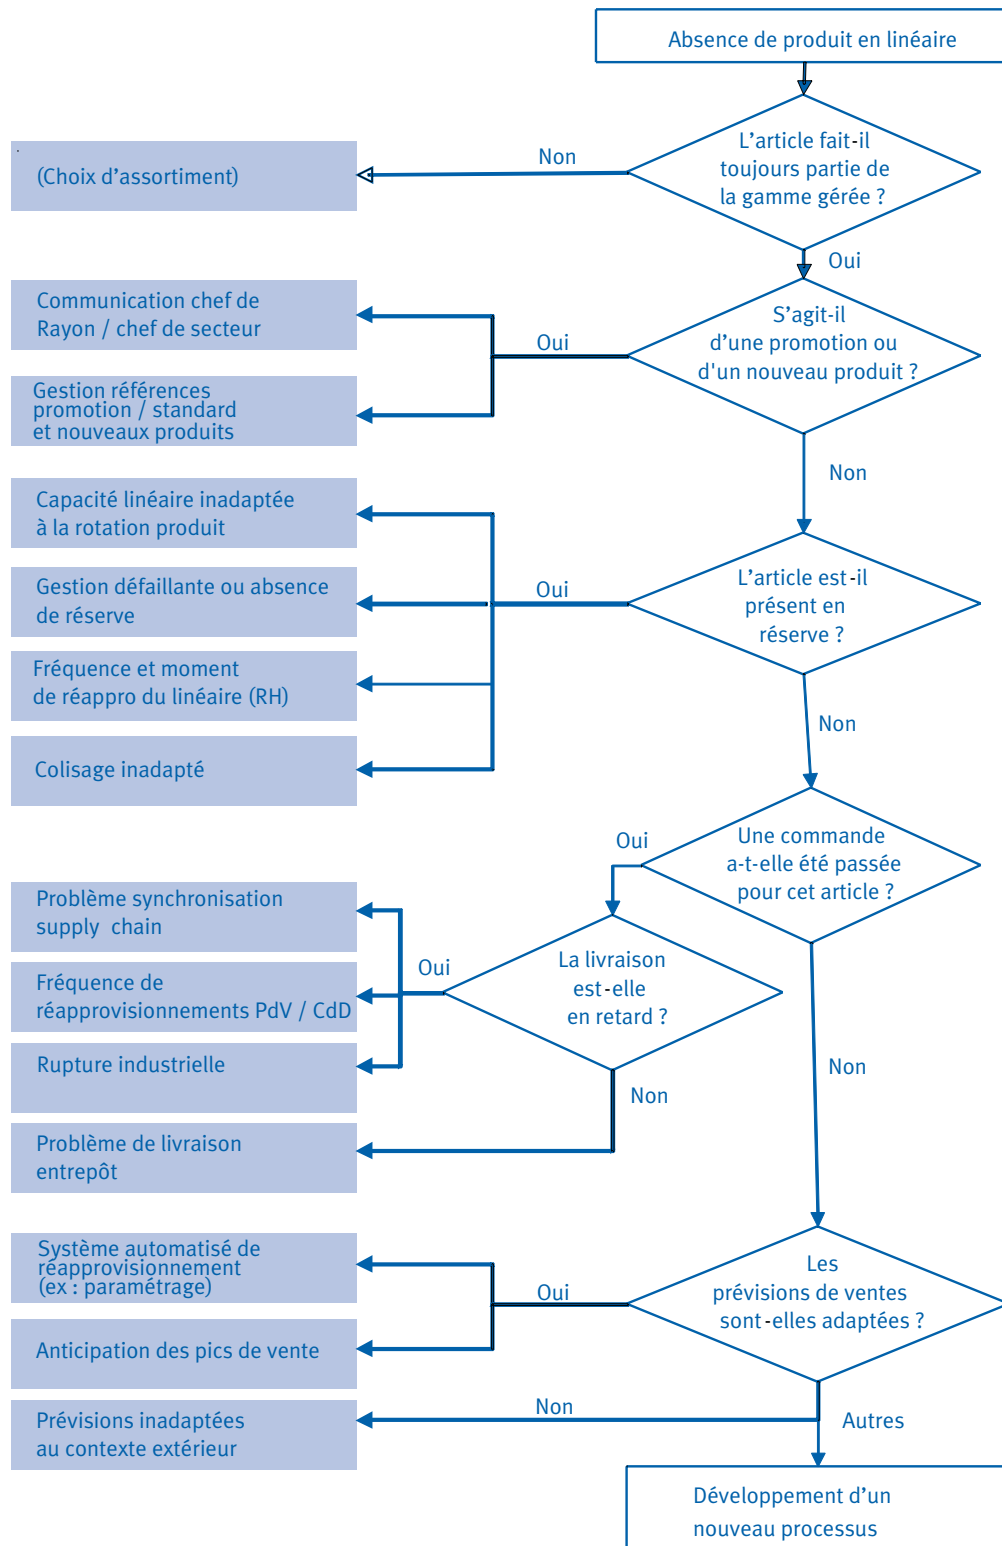 Absence de produit en linéaire
L'article fait-il
toujours partie de
la gamme gérée ?
Non
(Choix d'assortiment)
Oui
S'agit-il
d'une promotion ou
d'un nouveau produit ?
Oui
Communication chef de
Rayon / chef de secteur
Gestion références
promotion / standard
et nouveaux produits
Non
L'article est-il
présent en
réserve ?
Oui
Capacité linéaire inadaptée
à la rotation produit
Gestion défaillante ou absence
de réserve
Fréquence et moment
de réappro du linéaire (RH)
Colisage inadapté
Non
Une commande
a-t-elle été passée
pour cet article ?
Oui
La livraison
est-elle
en retard ?
Oui
Problème synchronisation
supply chain
Fréquence de
réapprovisionnements PdV / CdD
Rupture industrielle
Non
Problème de livraison
entrepôt
Non
Les
prévisions de ventes
sont-elles adaptées ?
Oui
Système automatisé de
réapprovisionnement
(ex : paramétrage)
Anticipation des pics de vente
Non
Prévisions inadaptées
au contexte extérieur
Autres
Développement d'un
nouveau processus